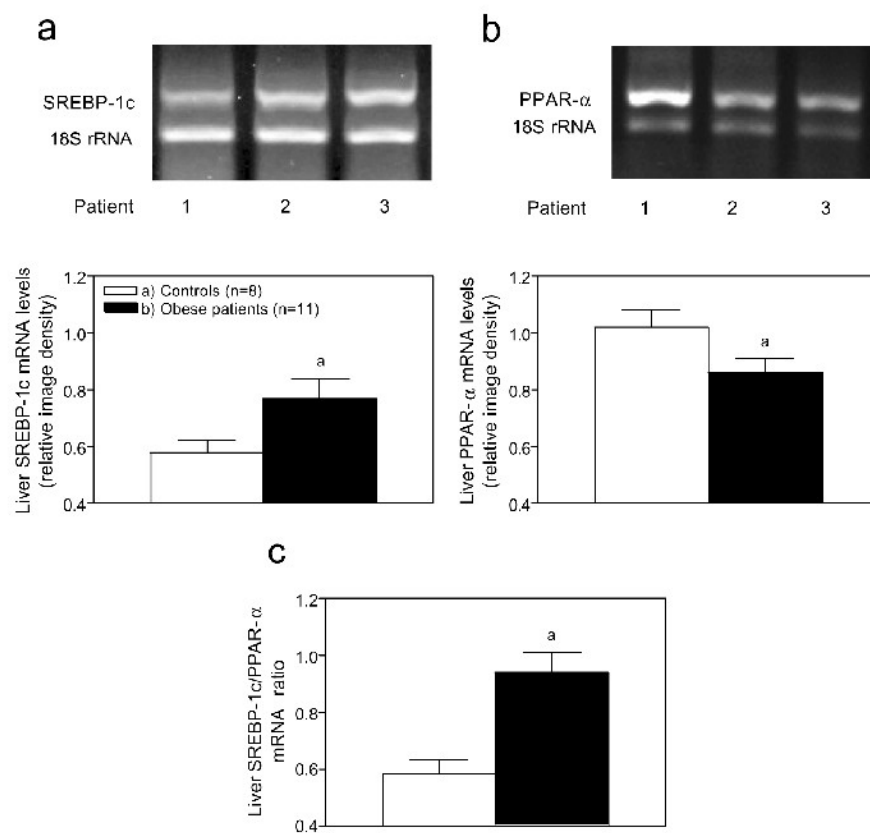 a
SREBP-1c
18S rRNA
Patient 1 2 3
b
PPAR-α
18S rRNA
Patient 1 2 3
Liver SREBP-1c mRNA levels
(relative image density)
1.2
1.0
0.8
0.6
0.4
a) Controls (n=8)
b) Obese patients (n=11)
a
Liver PPAR-α mRNA levels
(relative image density)
1.2
1.0
0.8
0.6
0.4
a
c
Liver SREBP-1c/PPAR-α
mRNA ratio
1.2
1.0
0.8
0.6
0.4
a